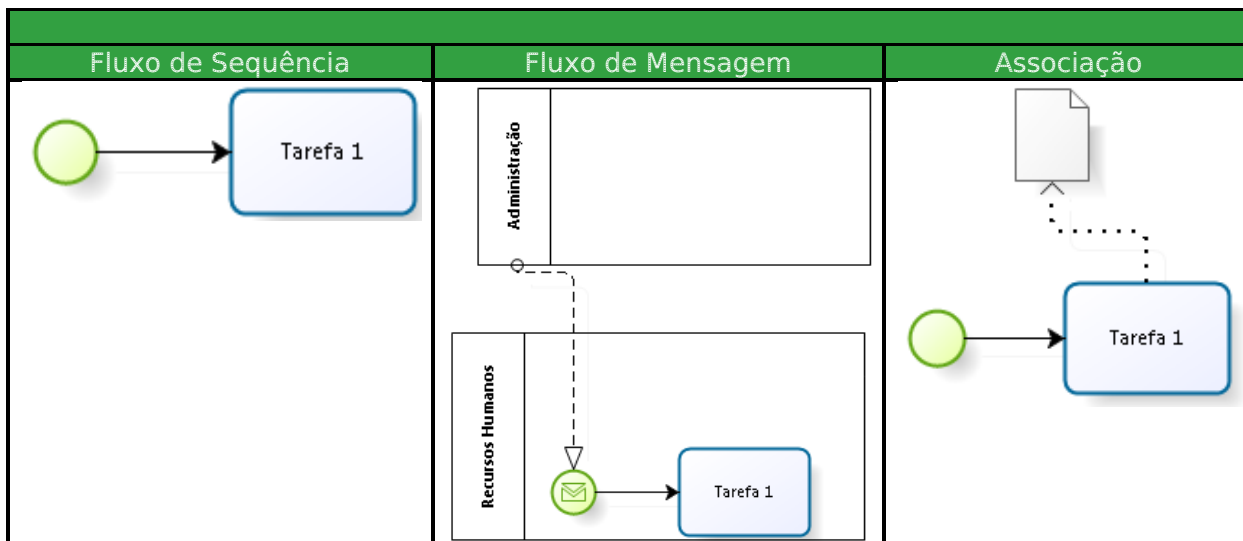 Fluxo de Sequência
Fluxo de Mensagem
Associação
Tarefa 1
Administração
Recursos Humanos
Tarefa 1
Tarefa 1